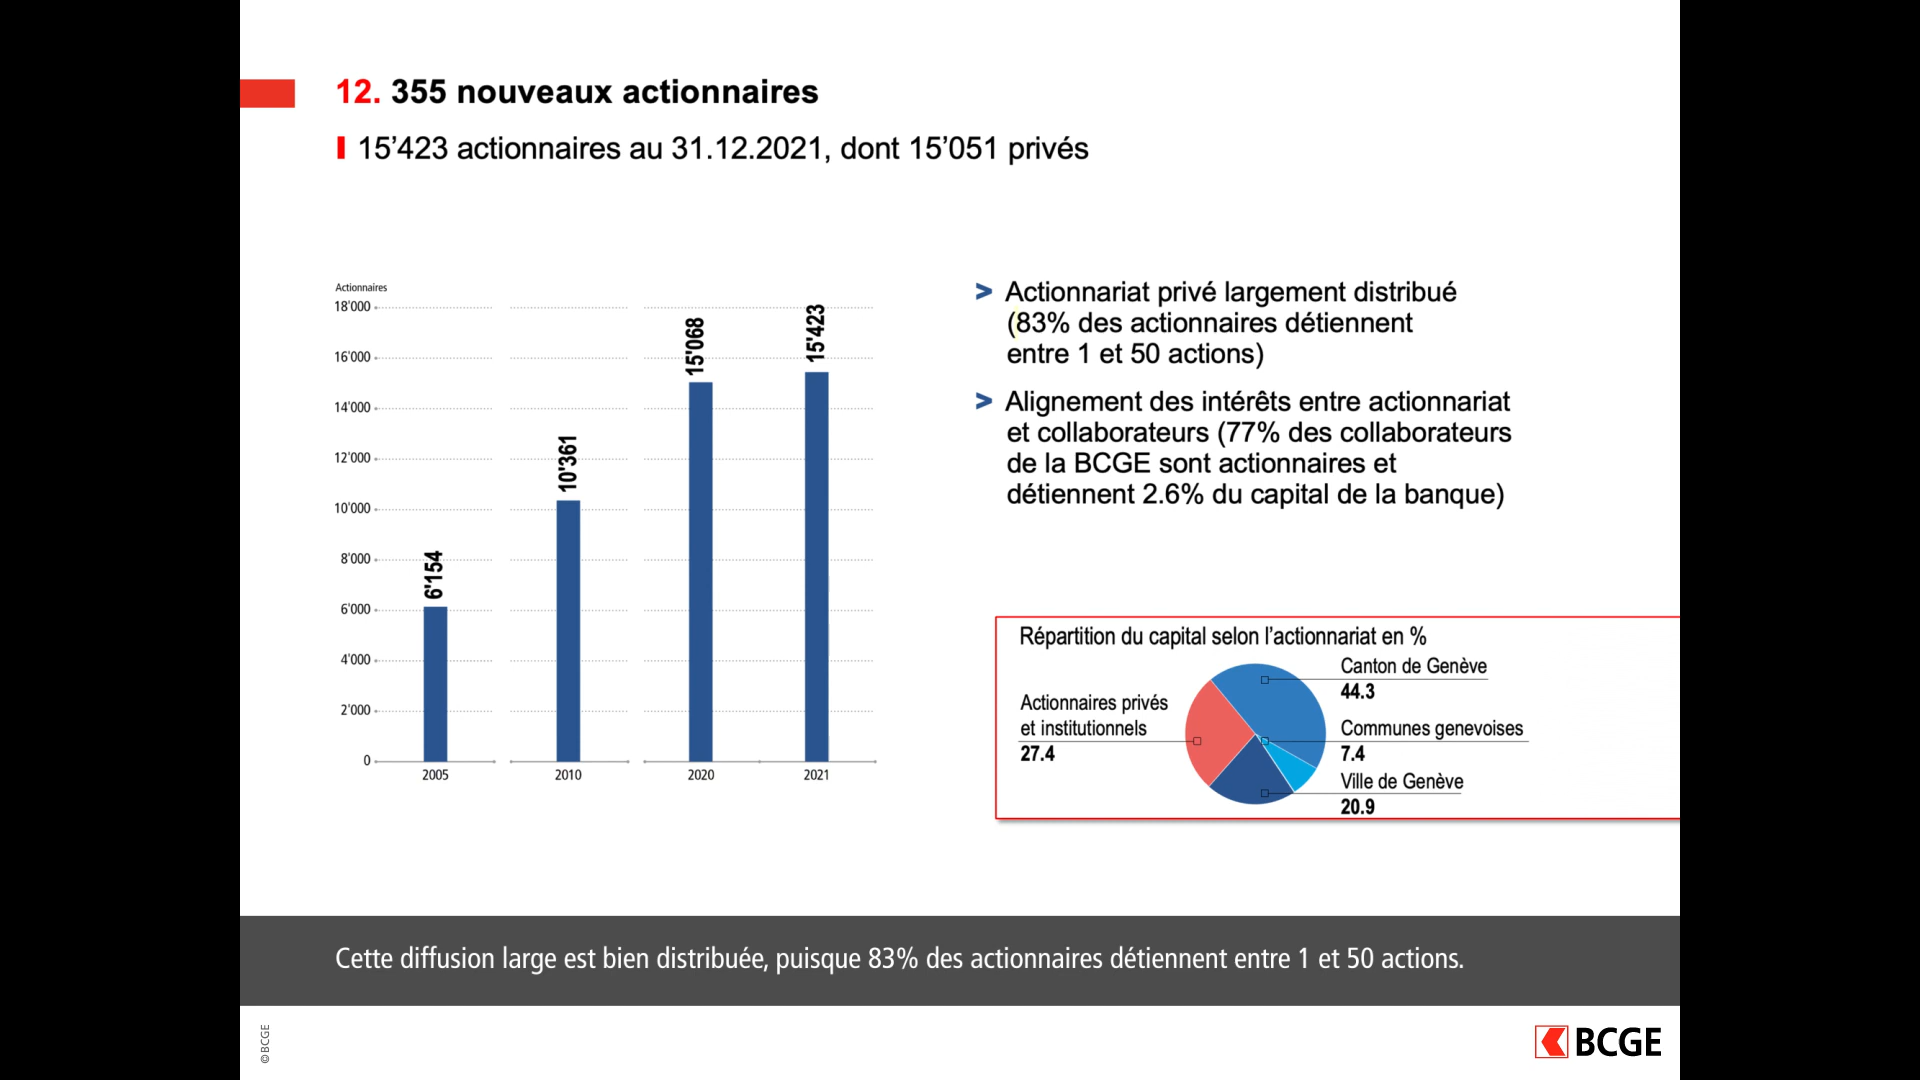 12. 355 nouveaux actionnaires
15’423 actionnaires au 31.12.2021, dont 15’051 privés
Actionnaires
18'000
16'000
14'000
12'000
10'000
8'000
6'000
4'000
2'000
0
6'154
10'361
15'068
15'423
2005
2010
2020
2021
> Actionnariat privé largement distribué
(83% des actionnaires détiennent
entre 1 et 50 actions)
> Alignement des intérêts entre actionnariat
et collaborateurs (77% des collaborateurs
de la BCGE sont actionnaires et
détiennent 2.6% du capital de la banque)
Répartition du capital selon l’actionnariat en %
Actionnaires privés
et institutionnels
27.4
Canton de Genève
44.3
Communes genevoises
7.4
Ville de Genève
20.9
Cette diffusion large est bien distribuée, puisque 83% des actionnaires détiennent entre 1 et 50 actions.
©BCGE
BCGE